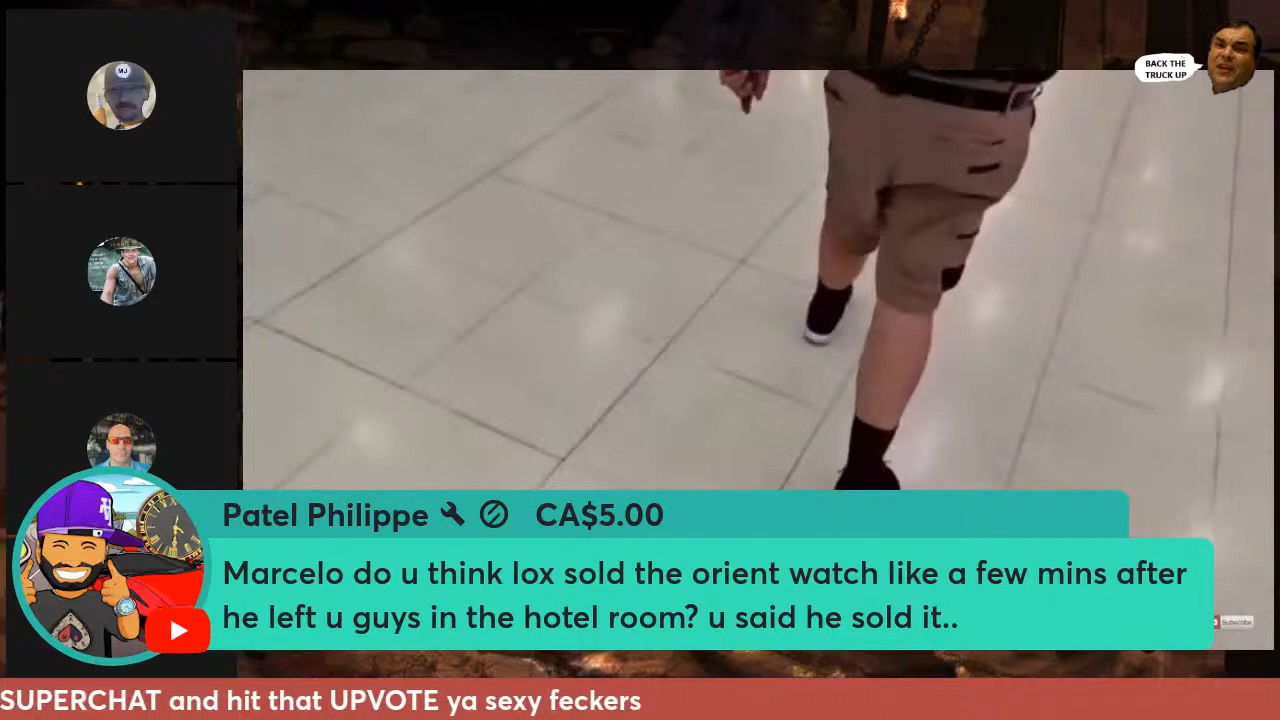 MJ
BACK THE
TRUCK UP
Patel Philippe CA$5.00
Marcelo do u think lox sold the orient watch like a few mins after
he left u guys in the hotel room? u said he sold it..
Subscribe
SUPERCHAT and hit that UPVOTE ya sexy feckers